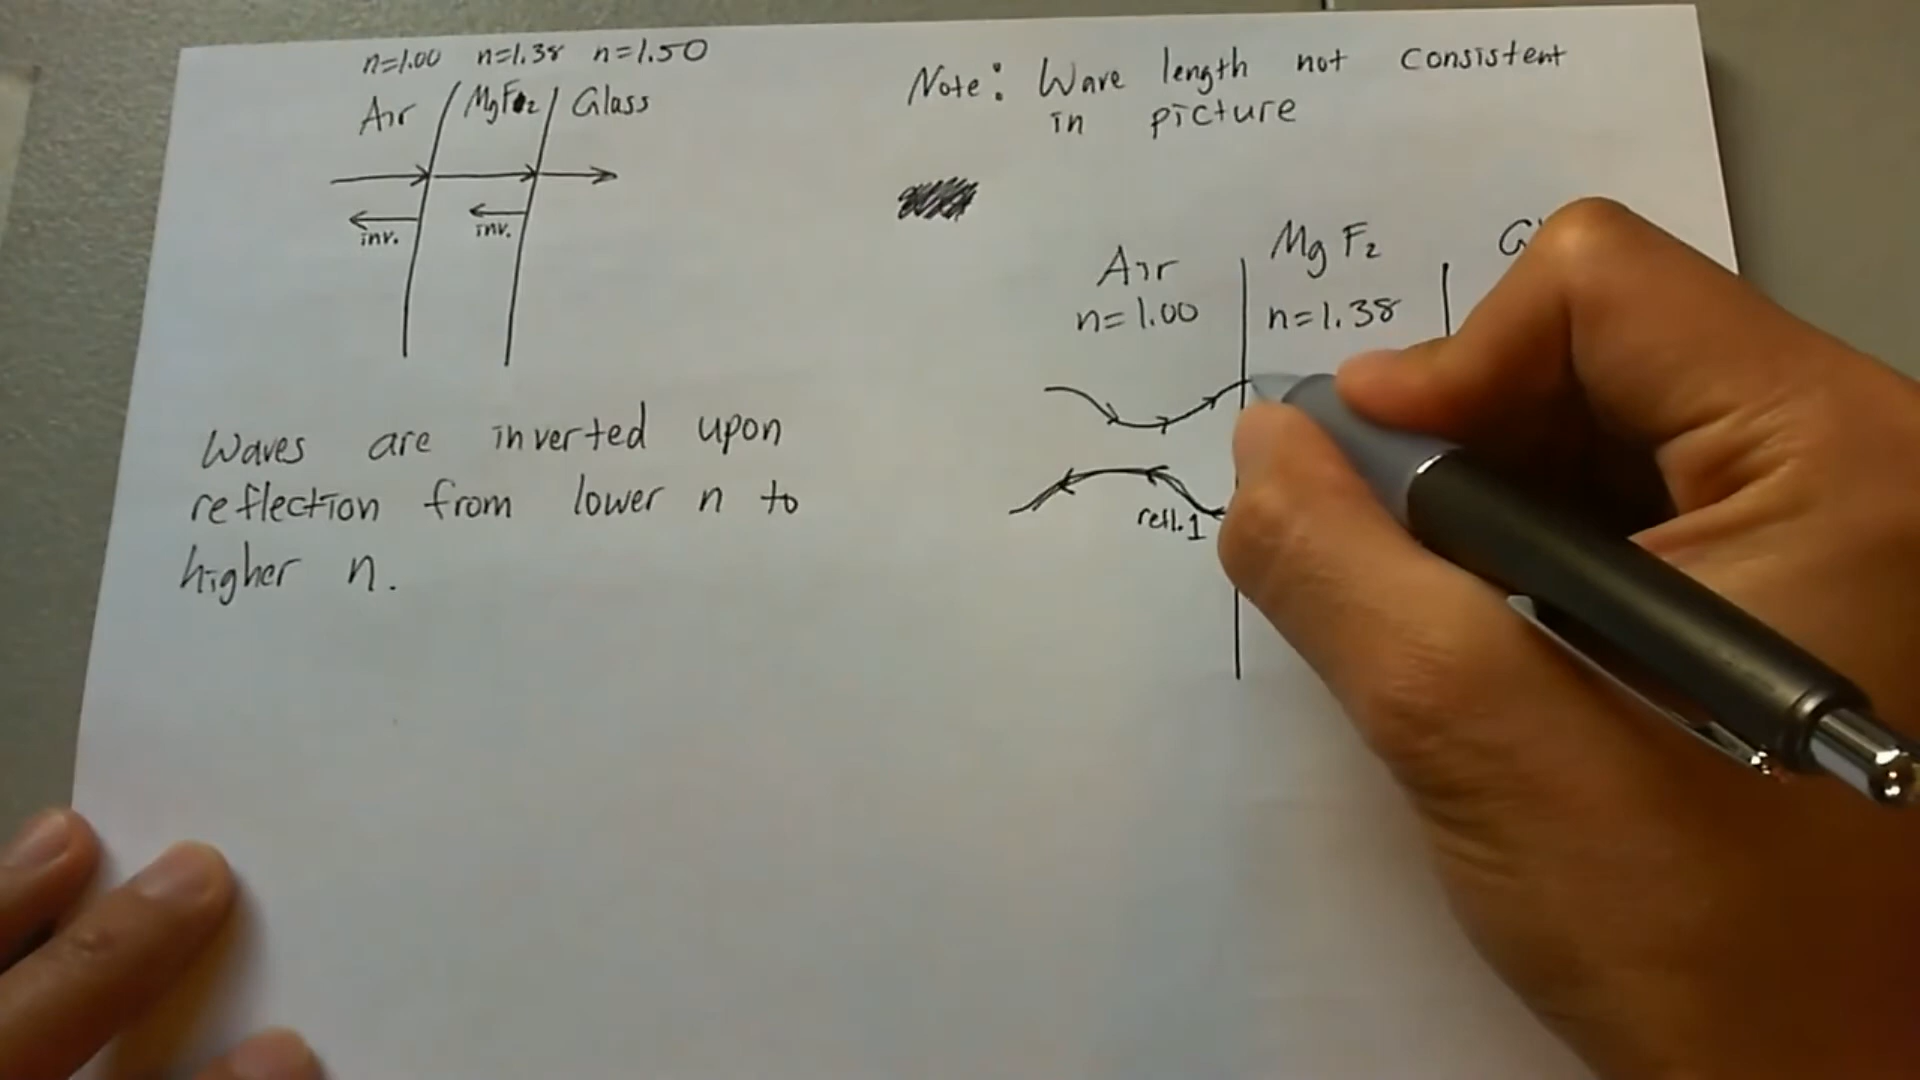 n=1.00 n=1.38 n=1.50
Air MgF2 Glass
inv. inv.
Waves are inverted upon
reflection from lower n to
higher n.
Note: Wave length not consistent
in picture
Air MgF2
n=1.00 n=1.38
refl.1